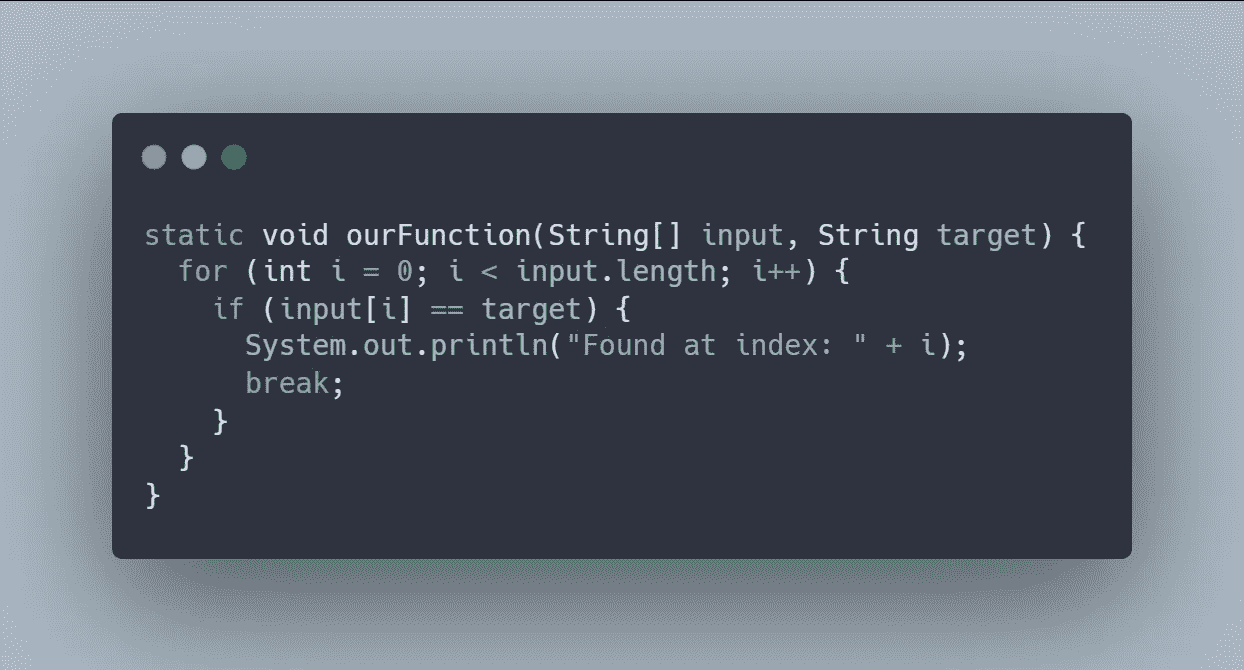 static void ourFunction(String[] input, String target) {
  for (int i = 0; i < input.length; i++) {
    if (input[i] == target) {
      System.out.println("Found at index: " + i);
      break;
    }
  }
}